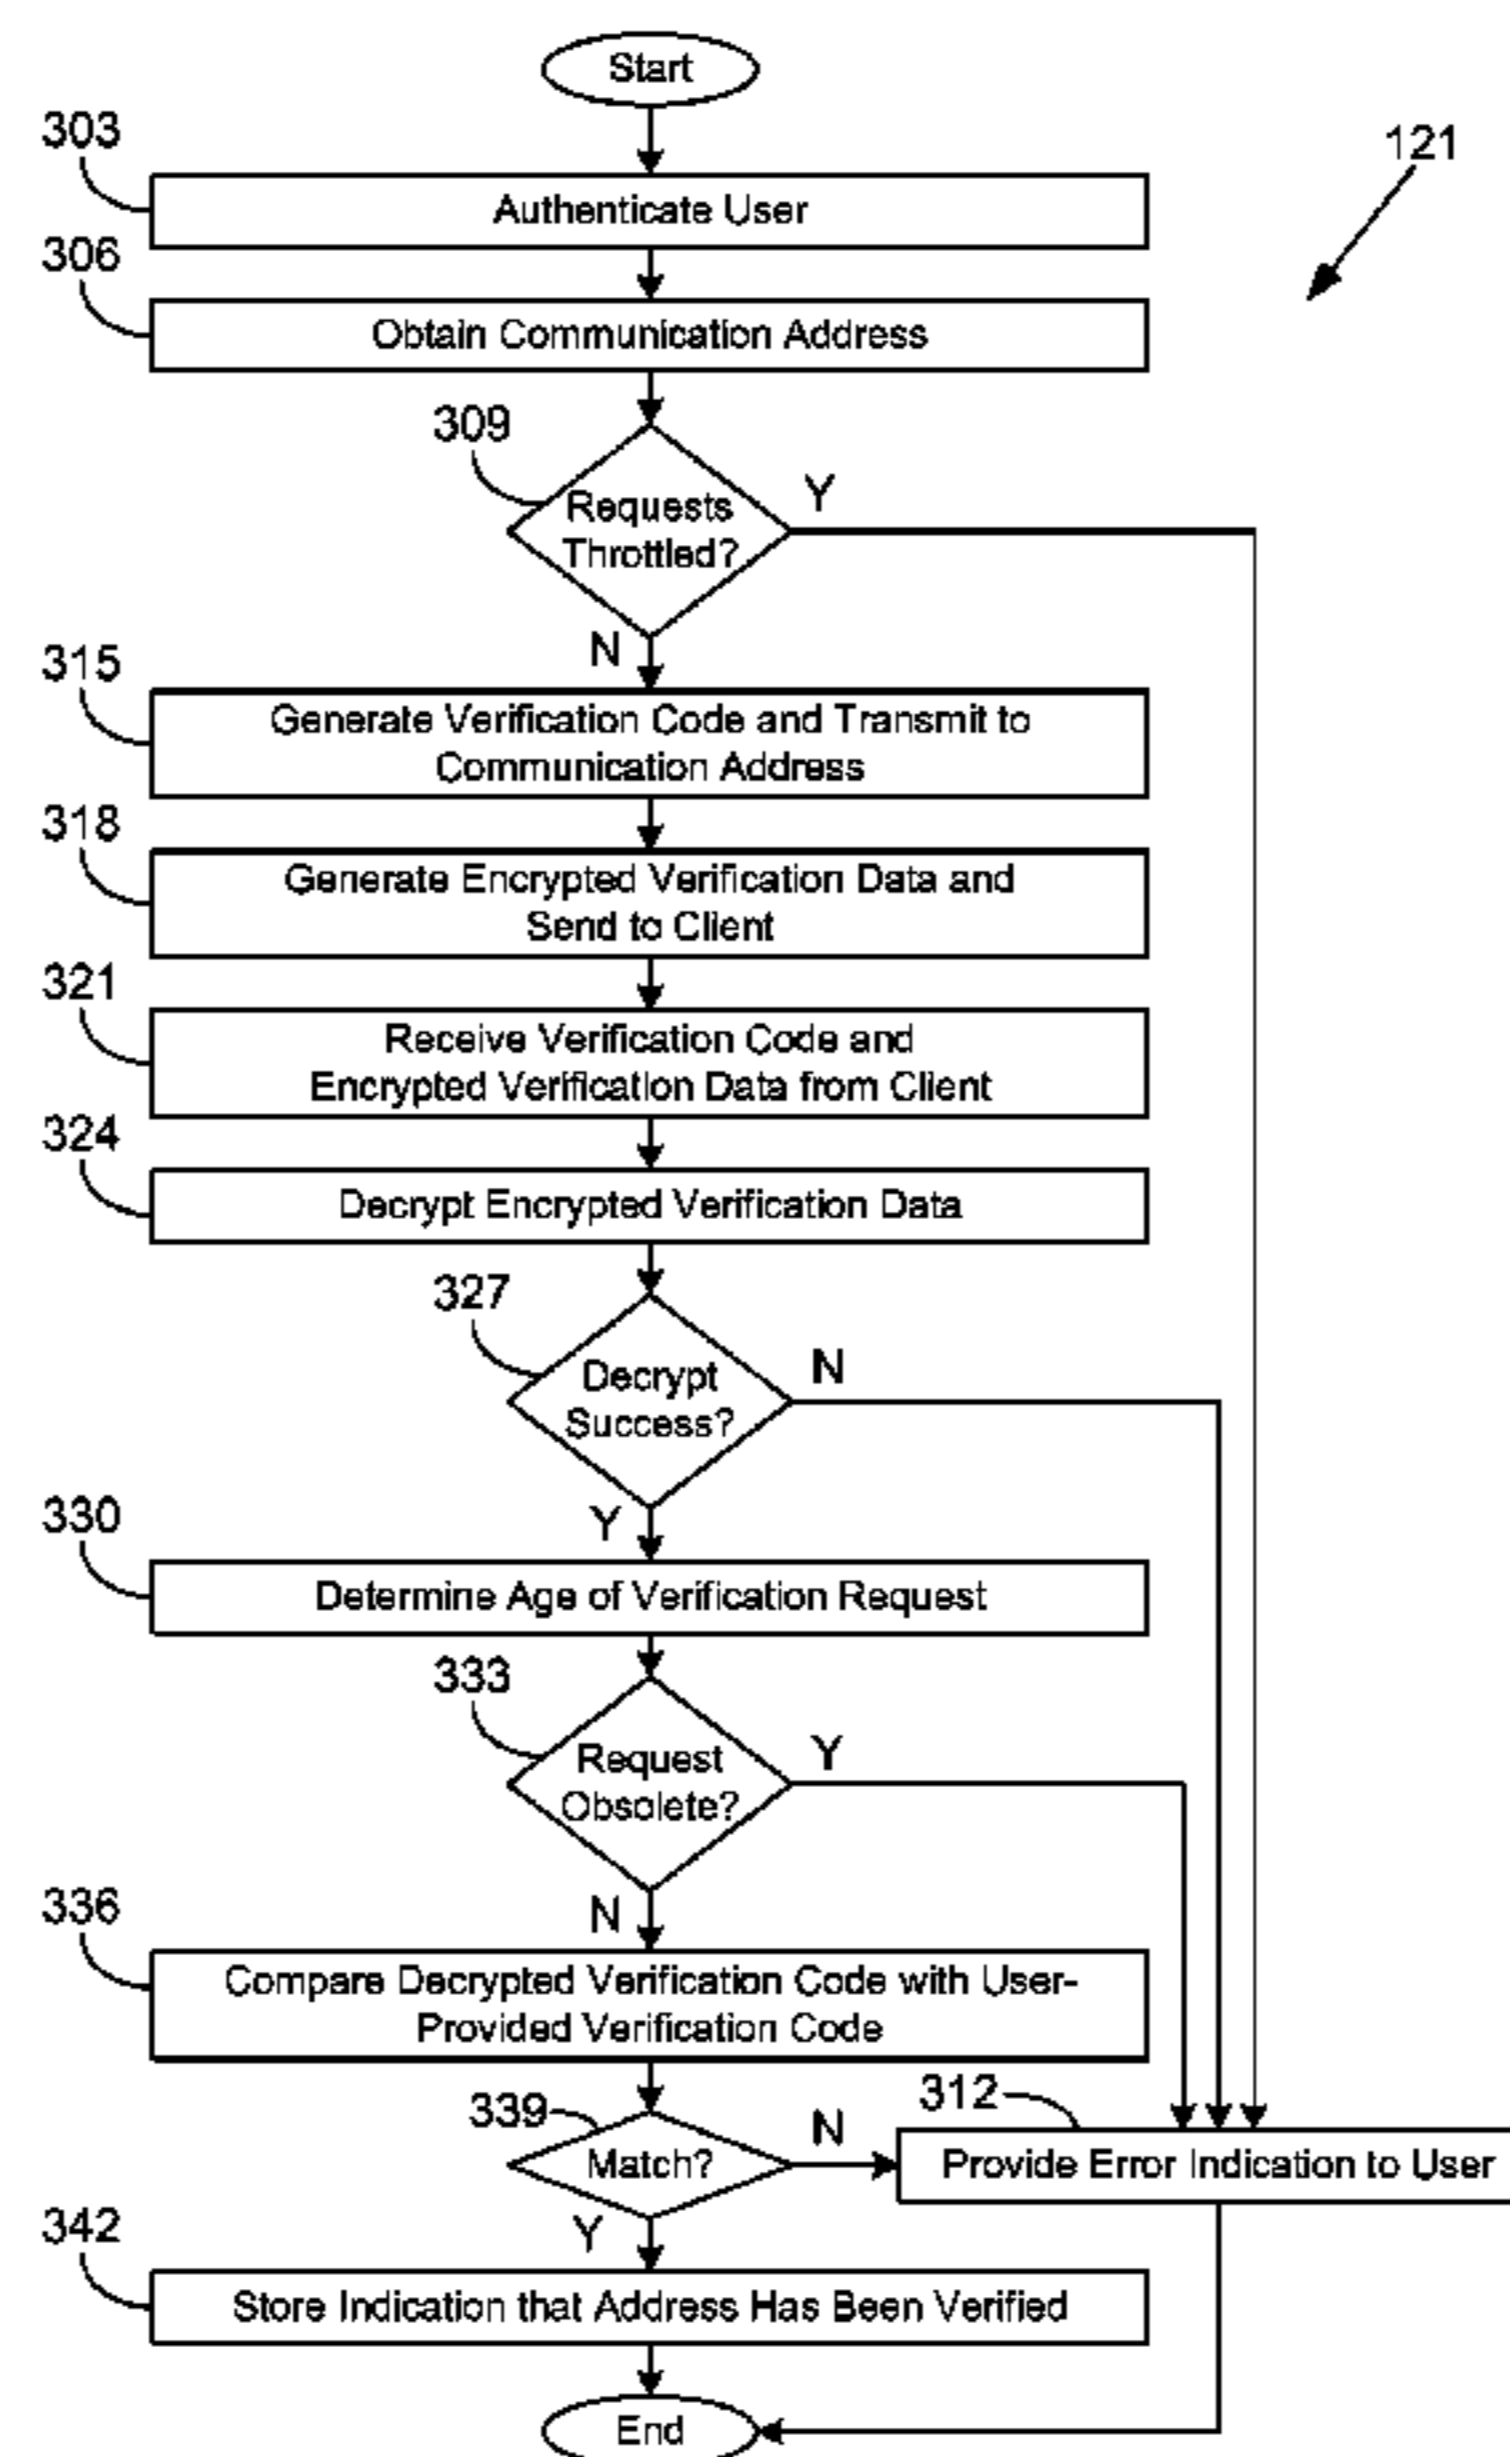 Start
303
121
Authenticate User
306
Obtain Communication Address
309
Requests
Throttled?
Y
N
315
Generate Verification Code and Transmit to
Communication Address
318
Generate Encrypted Verification Data and
Send to Client
321
Receive Verification Code and
Encrypted Verification Data from Client
324
Decrypt Encrypted Verification Data
327
Decrypt
Success?
N
Y
330
Determine Age of Verification Request
333
Request
Obsolete?
Y
N
336
Compare Decrypted Verification Code with User-
Provided Verification Code
339
Match?
N
312
Provide Error Indication to User
Y
342
Store Indication that Address Has Been Verified
End